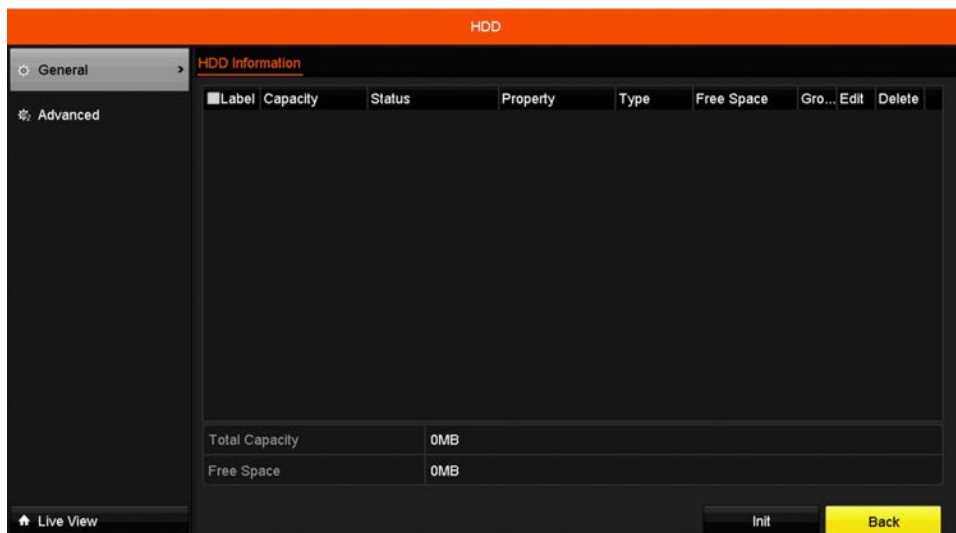 HDD
General
Advanced
HDD Information
Label Capacity Status Property Type Free Space Gro... Edit Delete
Total Capacity 0MB
Free Space 0MB
Live View Init Back